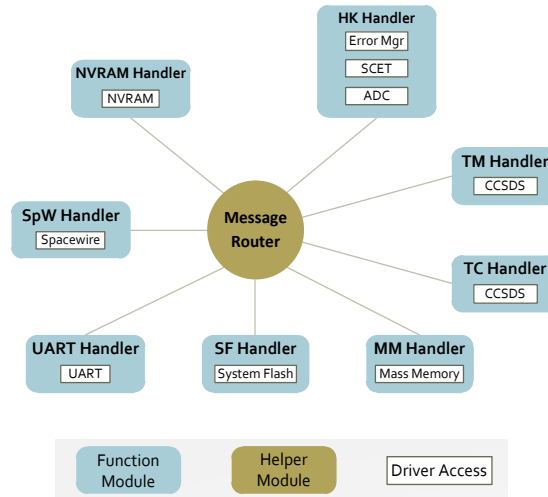 HK Handler
Error Mgr
SCET
ADC
NVRAM Handler
NVRAM
TM Handler
CCSDS
SpW Handler
Spacewire
Message
Router
TC Handler
CCSDS
UART Handler
UART
SF Handler
System Flash
MM Handler
Mass Memory
Function
Module
Helper
Module
Driver Access